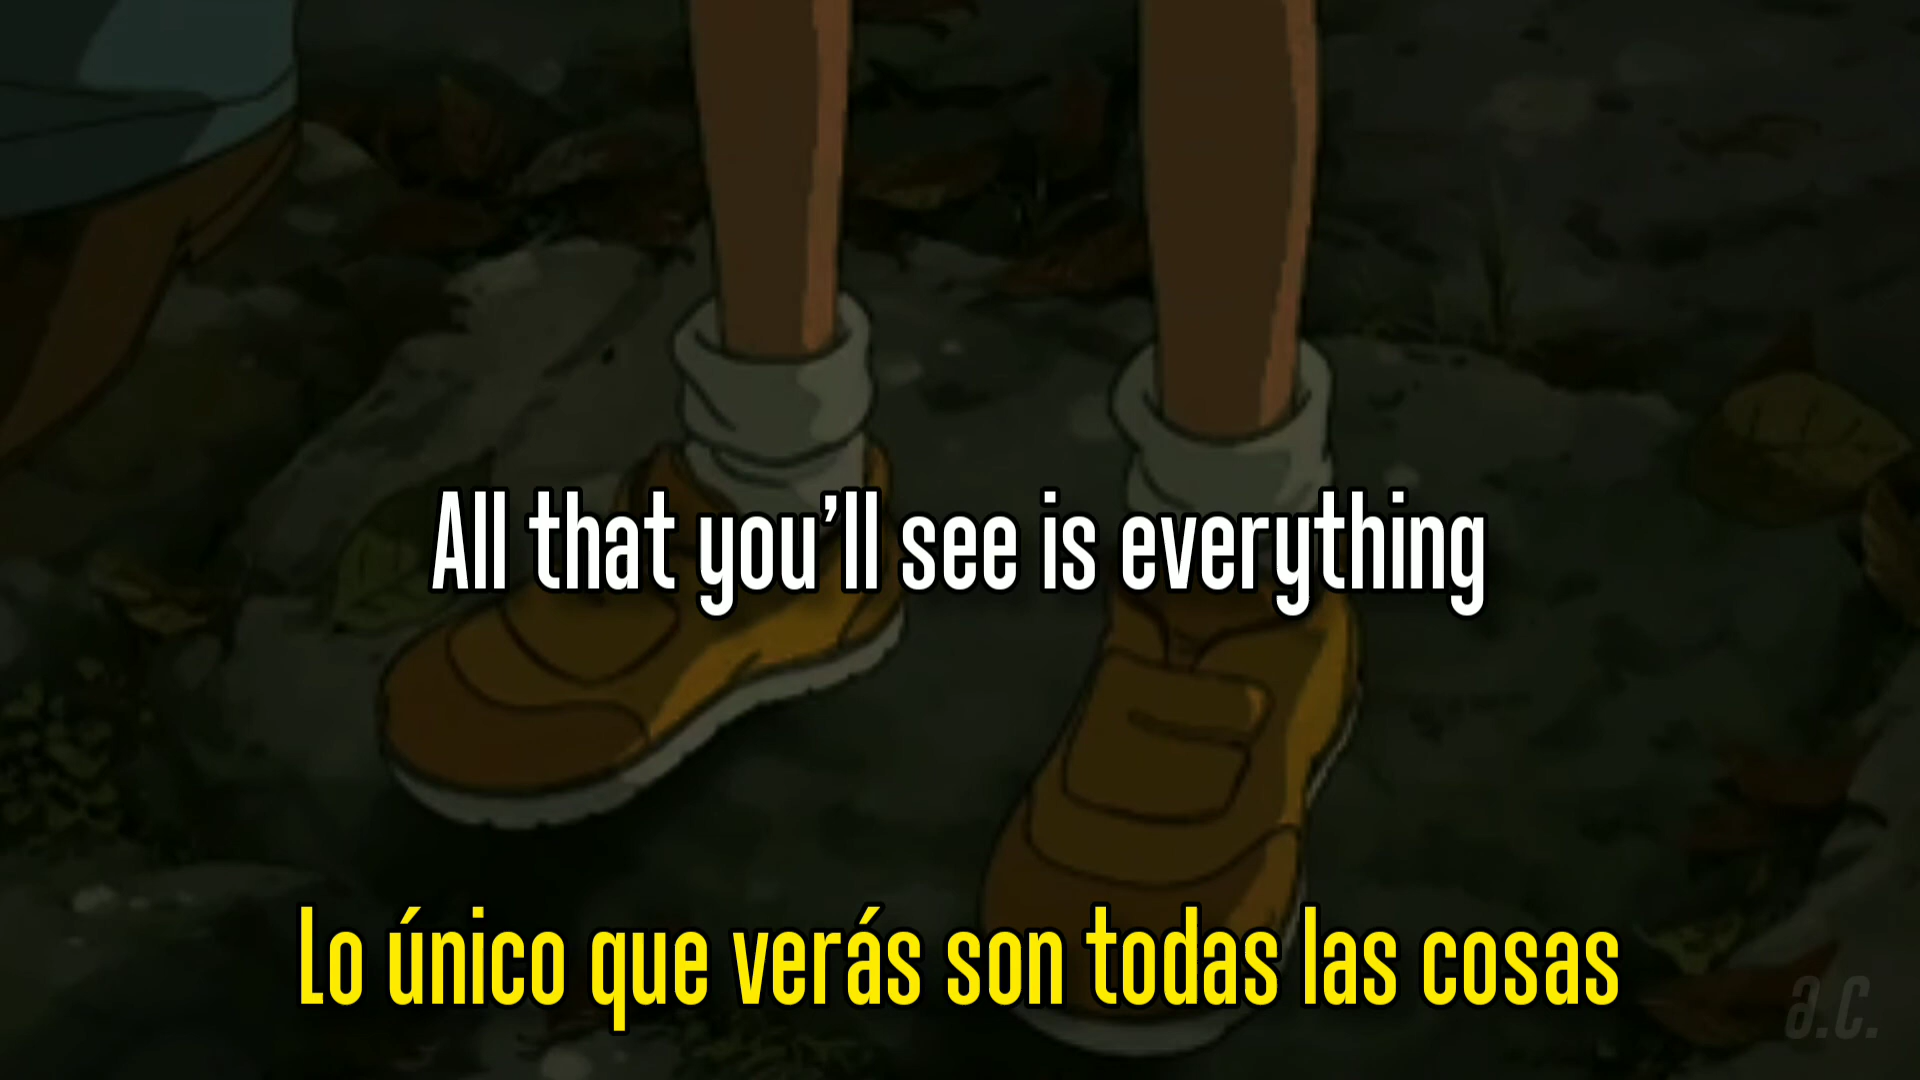 All that you’ll see is everything
Lo único que verás son todas las cosas
a.c.